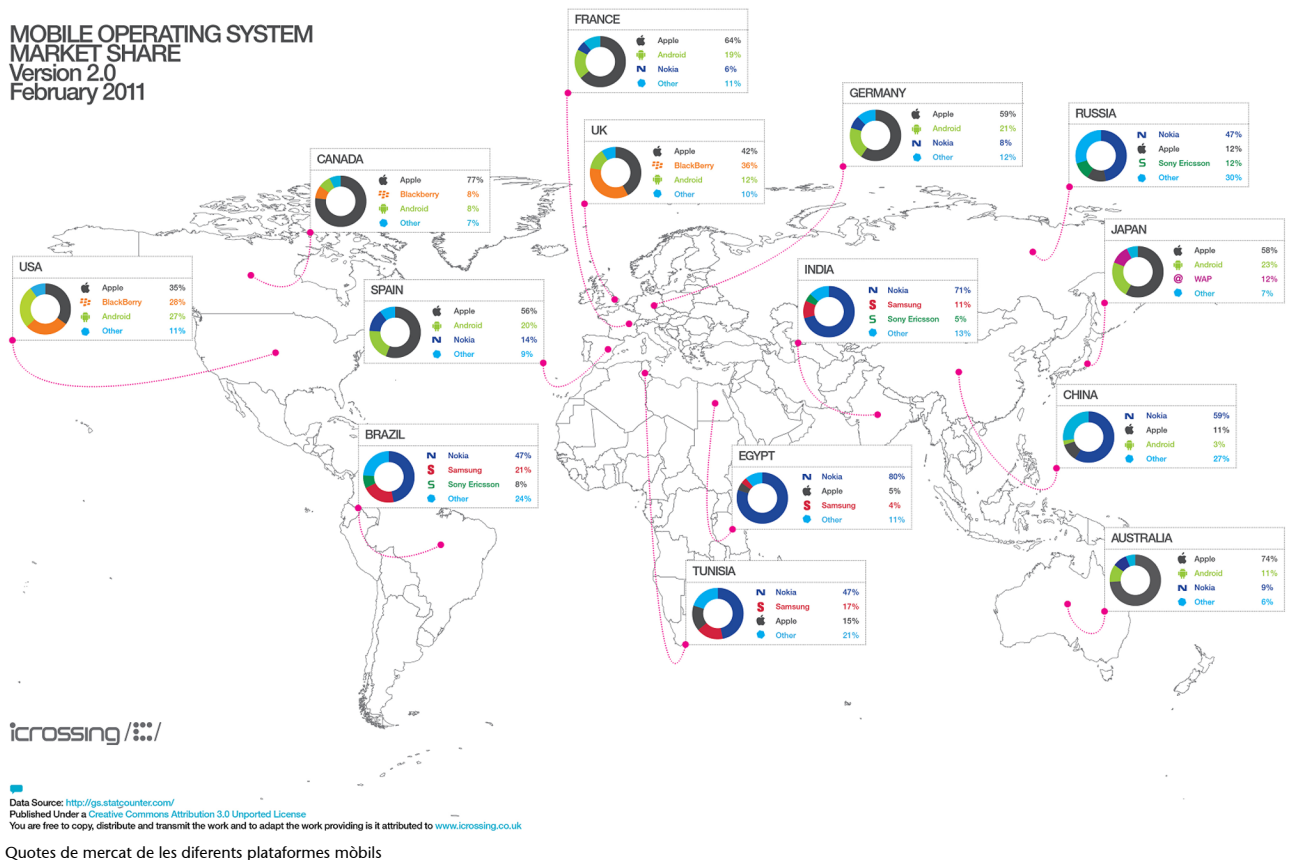 MOBILE OPERATING SYSTEM
MARKET SHARE
Version 2.0
February 2011
FRANCE
Apple 64%
Android 19%
Nokia 6%
Other 11%
GERMANY
Apple 59%
Android 21%
Nokia 8%
Other 12%
RUSSIA
Nokia 47%
Apple 12%
Sony Ericsson 12%
Other 30%
UK
Apple 42%
BlackBerry 36%
Android 12%
Other 10%
CANADA
Apple 77%
Blackberry 8%
Android 8%
Other 7%
JAPAN
Apple 58%
Android 23%
WAP 12%
Other 7%
USA
Apple 35%
BlackBerry 28%
Android 27%
Other 11%
SPAIN
Apple 56%
Android 20%
Nokia 14%
Other 9%
INDIA
Nokia 71%
Samsung 11%
Sony Ericsson 5%
Other 13%
CHINA
Nokia 59%
Apple 11%
Android 3%
Other 27%
BRAZIL
Nokia 47%
Samsung 21%
Sony Ericsson 8%
Other 24%
EGYPT
Nokia 80%
Apple 5%
Samsung 4%
Other 11%
AUSTRALIA
Apple 74%
Android 11%
Nokia 9%
Other 6%
TUNISIA
Nokia 47%
Samsung 17%
Apple 15%
Other 21%
icrossing
Data Source: http://gs.statcounter.com/
Published Under a Creative Commons Attribution 3.0 Unported License
You are free to copy, distribute and transmit the work and to adapt the work providing is it attributed to www.icrossing.co.uk
Quotes de mercat de les diferents plataformes mòbils